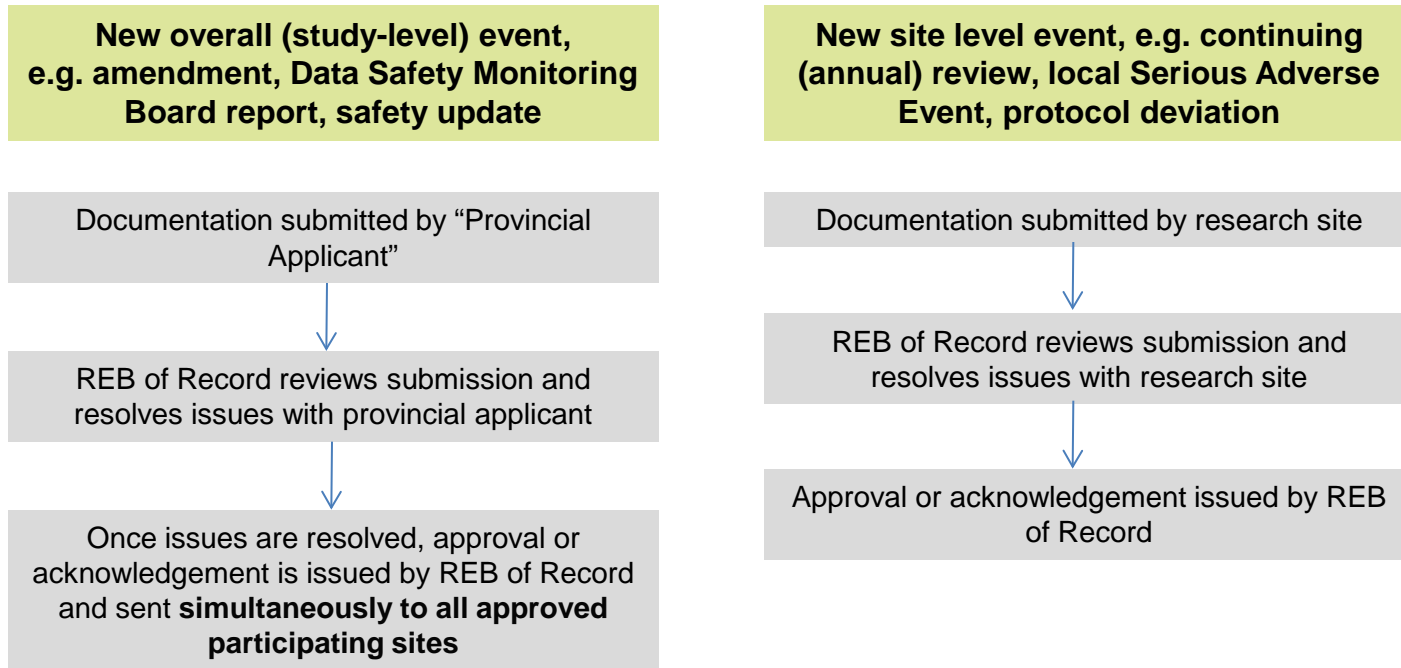 New overall (study-level) event,
e.g. amendment, Data Safety Monitoring
Board report, safety update
Documentation submitted by “Provincial
Applicant”
REB of Record reviews submission and
resolves issues with provincial applicant
Once issues are resolved, approval or
acknowledgement is issued by REB of Record
and sent simultaneously to all approved
participating sites
New site level event, e.g. continuing
(annual) review, local Serious Adverse
Event, protocol deviation
Documentation submitted by research site
REB of Record reviews submission and
resolves issues with research site
Approval or acknowledgement issued by REB
of Record